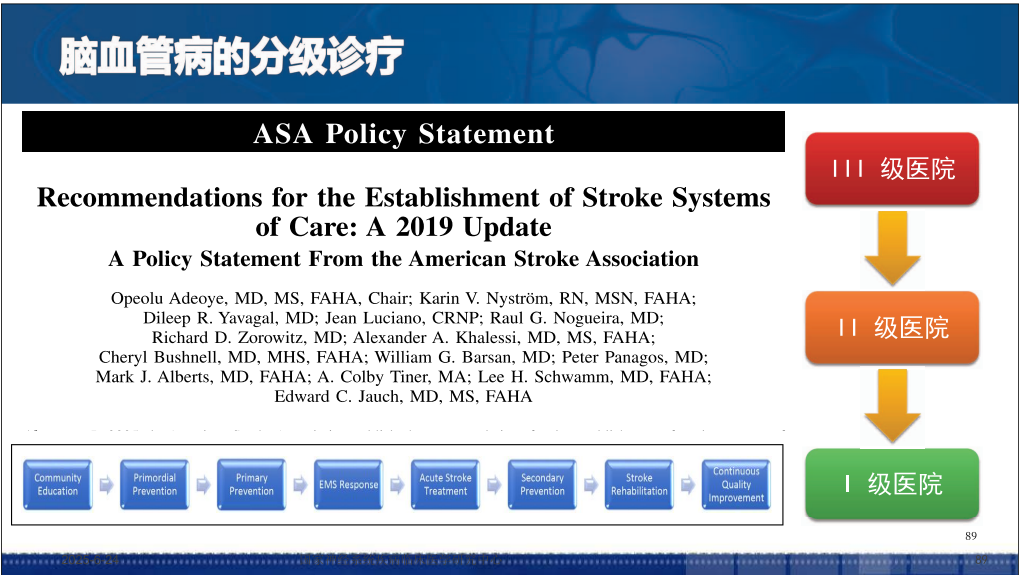 脑血管病的分级诊疗
ASA Policy Statement
Recommendations for the Establishment of Stroke Systems
of Care: A 2019 Update
A Policy Statement From the American Stroke Association
Opeolu Adeoye, MD, MS, FAHA, Chair; Karin V. Nyström, RN, MSN, FAHA;
Dileep R. Yavagal, MD; Jean Luciano, CRNP; Raul G. Nogueira, MD;
Richard D. Zorowitz, MD; Alexander A. Khalessi, MD, MS, FAHA;
Cheryl Bushnell, MD, MHS, FAHA; William G. Barsan, MD; Peter Panagos, MD;
Mark J. Alberts, MD, FAHA; A. Colby Tiner, MA; Lee H. Schwamm, MD, FAHA;
Edward C. Jauch, MD, MS, FAHA
Community
Education
Primordial
Prevention
Primary
Prevention
EMS Response
Acute Stroke
Treatment
Secondary
Prevention
Stroke
Rehabilitation
Continuous
Quality
Improvement
III 级医院
II 级医院
I 级医院
89